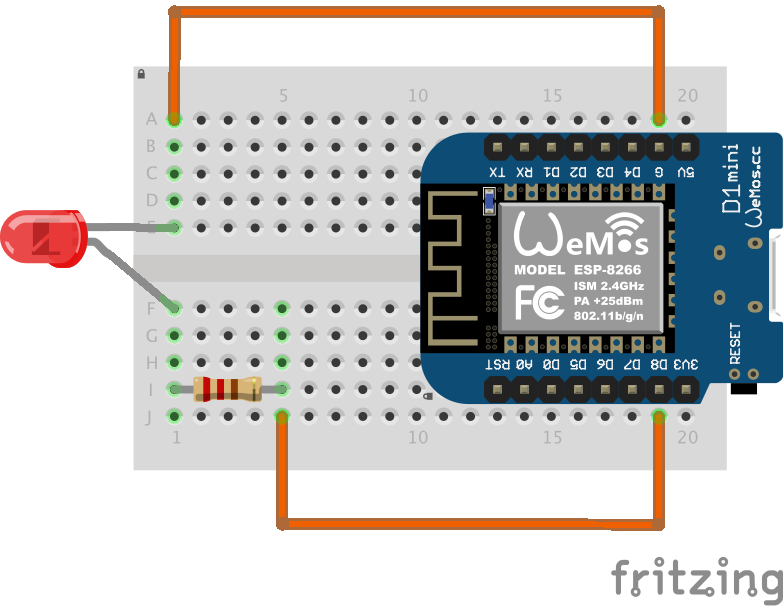 5 10 15 20
A
B
C
D
E
F
G
H
I
J
1 10 15 20
TX RX D1 D2 D3 D4 G 5V
D1 mini
WeMos.cc
WeMos
MODEL ESP-8266
FC
ISM 2.4GHz
PA +25dBm
802.11b/g/n
RESET
RST A0 D0 D5 D6 D7 D8 3V3
fritzing